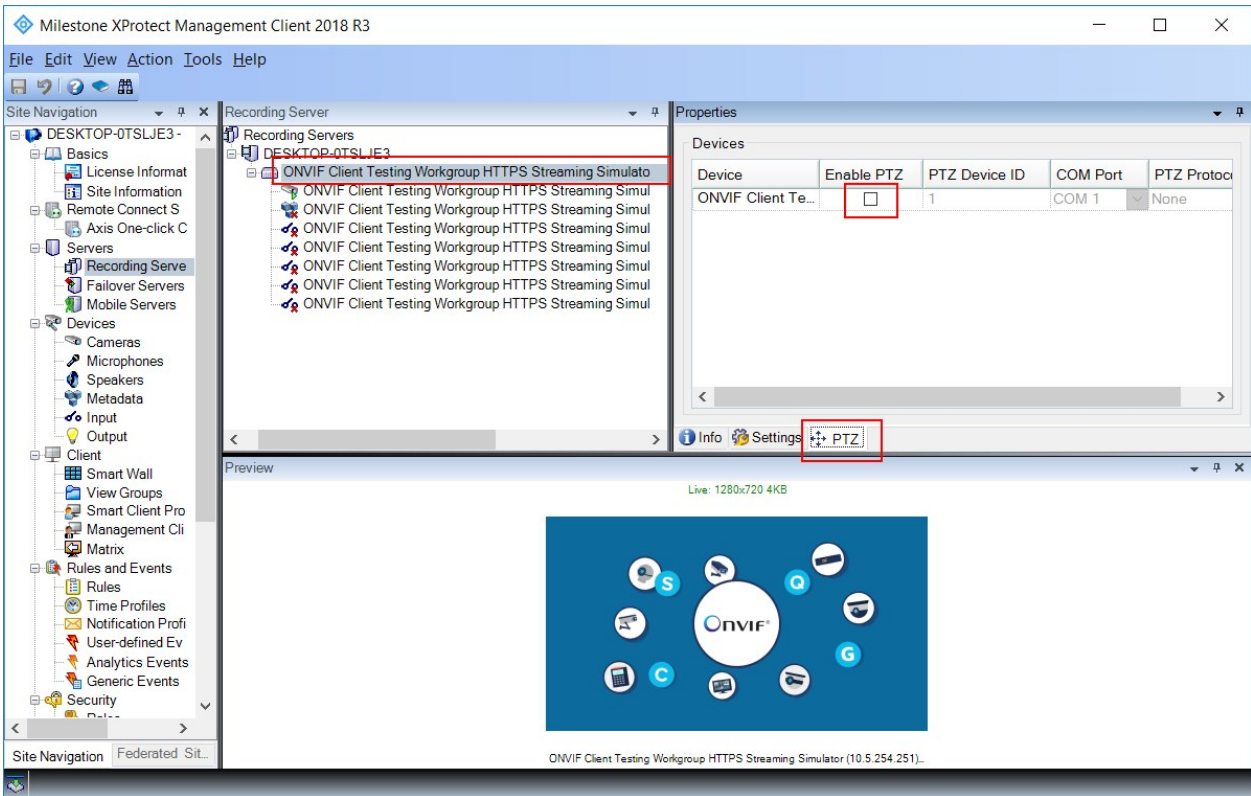 Milestone XProtect Management Client 2018 R3
File Edit View Action Tools Help
Site Navigation
DESKTOP-0TSLJE3 -
Basics
License Informat
Site Information
Remote Connect S
Axis One-click C
Servers
Recording Serve
Failover Servers
Mobile Servers
Devices
Cameras
Microphones
Speakers
Metadata
Input
Output
Client
Smart Wall
View Groups
Smart Client Pro
Management Cli
Matrix
Rules and Events
Rules
Time Profiles
Notification Profi
User-defined Ev
Analytics Events
Generic Events
Security
Site Navigation Federated Sit...
Recording Server
Recording Servers
DESKTOP-0TSLJE3
ONVIF Client Testing Workgroup HTTPS Streaming Simulato
ONVIF Client Testing Workgroup HTTPS Streaming Simul
ONVIF Client Testing Workgroup HTTPS Streaming Simul
ONVIF Client Testing Workgroup HTTPS Streaming Simul
ONVIF Client Testing Workgroup HTTPS Streaming Simul
ONVIF Client Testing Workgroup HTTPS Streaming Simul
ONVIF Client Testing Workgroup HTTPS Streaming Simul
ONVIF Client Testing Workgroup HTTPS Streaming Simul
Properties
Devices
Device Enable PTZ PTZ Device ID COM Port PTZ Protoco
ONVIF Client Te... 1 COM 1 None
Info Settings PTZ
Preview
Live: 1280x720 4KB
S
Q
ONVIF®
G
C
ONVIF Client Testing Workgroup HTTPS Streaming Simulator (10.5.254.251)...